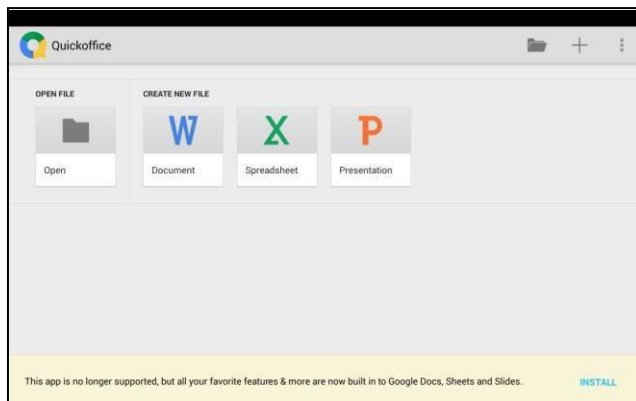 Quickoffice
OPEN FILE
CREATE NEW FILE
W
X
P
Open
Document
Spreadsheet
Presentation
This app is no longer supported, but all your favorite features & more are now built in to Google Docs, Sheets and Slides.
INSTALL